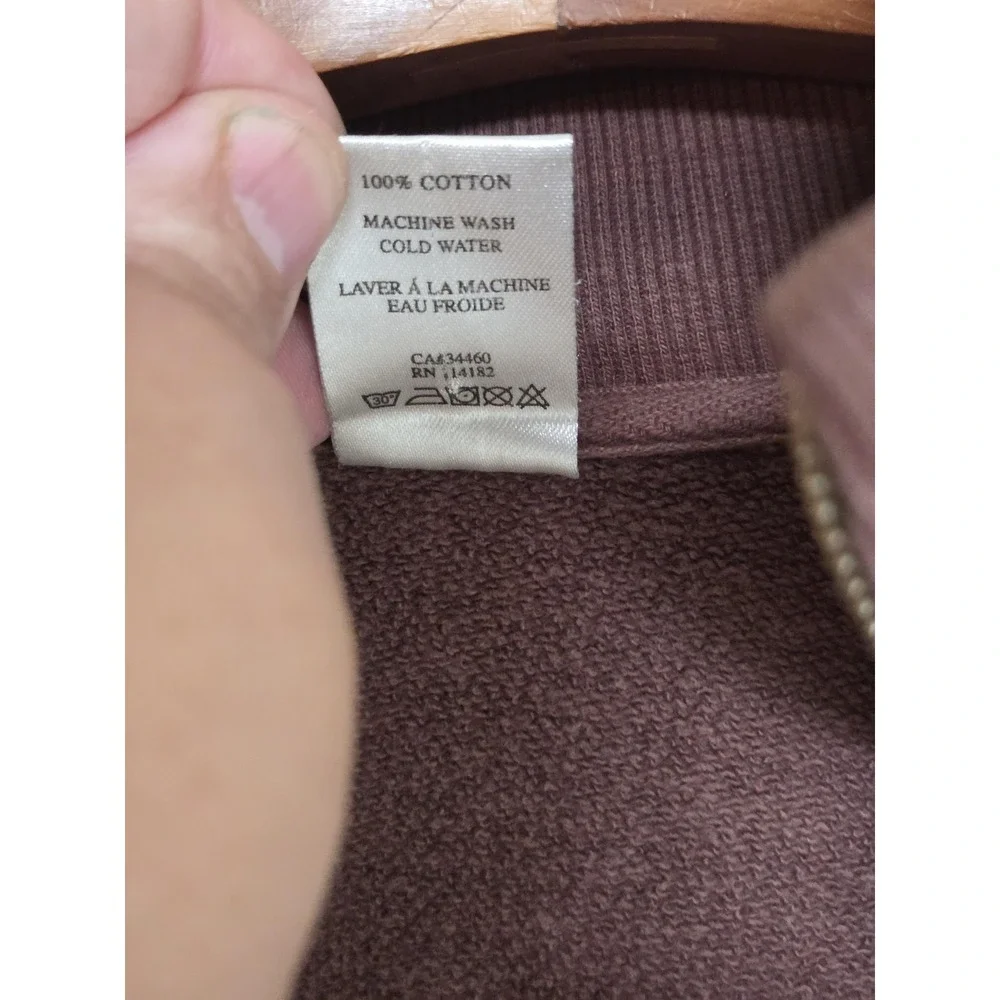 100% COTTON
MACHINE WASH
COLD WATER
LAVER Á LA MACHINE
EAU FROIDE
CA#34460
RN 14182
30°